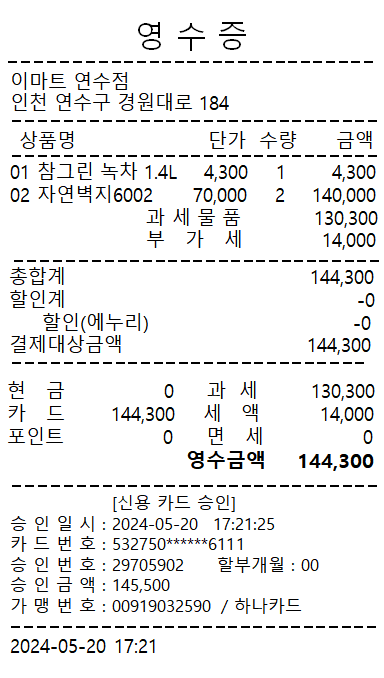 영 수 증
이마트 연수점
인천 연수구 경원대로 184
상품명 단가 수량 금액
01 참그린 녹차 1.4L 4,300 1 4,300
02 자연벽지6002 70,000 2 140,000
과 세 물 품 130,300
부 가 세 14,000
총합계 144,300
할인계 -0
할인(에누리) -0
결제대상금액 144,300
현 금 0 과 세 130,300
카 드 144,300 세 액 14,000
포인트 0 면 세 0
영수금액 144,300
[신용 카드 승인]
승 인 일 시 : 2024-05-20 17:21:25
카 드 번 호 : 532750******6111
승 인 번 호 : 29705902 할부개월 : 00
승 인 금 액 : 145,500
가 맹 번 호 : 00919032590 / 하나카드
2024-05-20 17:21